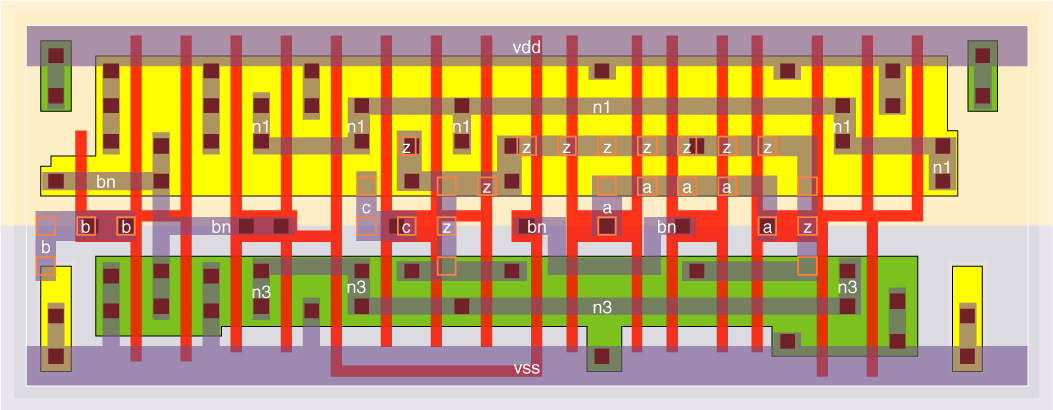 vdd
n1
n1 n1 n1 n1
z z z z z z z z
n1
bn z a a a
c a
b b bn c z bn bn a z
b
n3 n3 n3
n3
vss